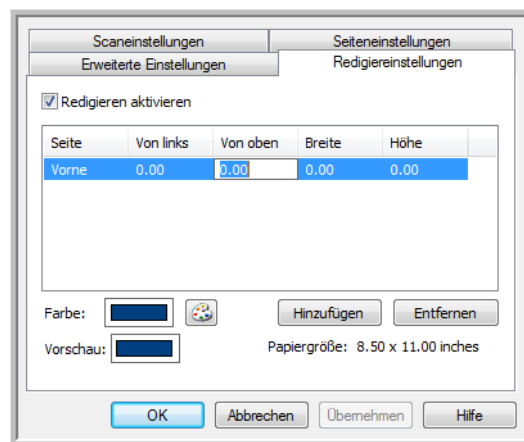 Scaneinstellungen Seiteneinstellungen
Erweiterte Einstellungen Redigiereinstellungen
Redigieren aktivieren
Seite Von links Von oben Breite Höhe
Vorne 0.00 0.00 0.00 0.00
Farbe: Hinzufügen Entfernen
Vorschau: Papiergröße: 8.50 x 11.00 inches
OK Abbrechen Übernehmen Hilfe